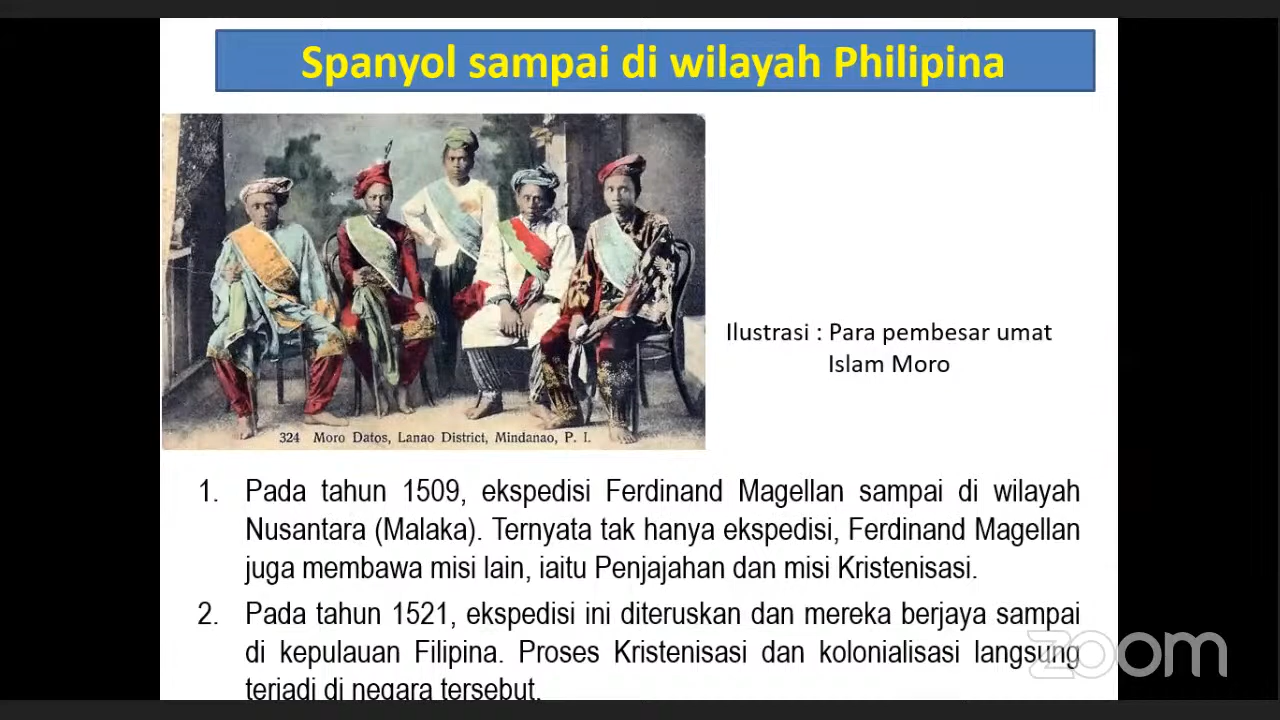 Spanyol sampai di wilayah Philipina
324 Moro Datos, Lanao District, Mindanao, P. I.
Ilustrasi : Para pembesar umat
Islam Moro
1. Pada tahun 1509, ekspedisi Ferdinand Magellan sampai di wilayah
Nusantara (Malaka). Ternyata tak hanya ekspedisi, Ferdinand Magellan
juga membawa misi lain, iaitu Penjajahan dan misi Kristenisasi.
2. Pada tahun 1521, ekspedisi ini diteruskan dan mereka berjaya sampai
di kepulauan Filipina. Proses Kristenisasi dan kolonialisasi langsung
terjadi di negara tersebut.
zoom